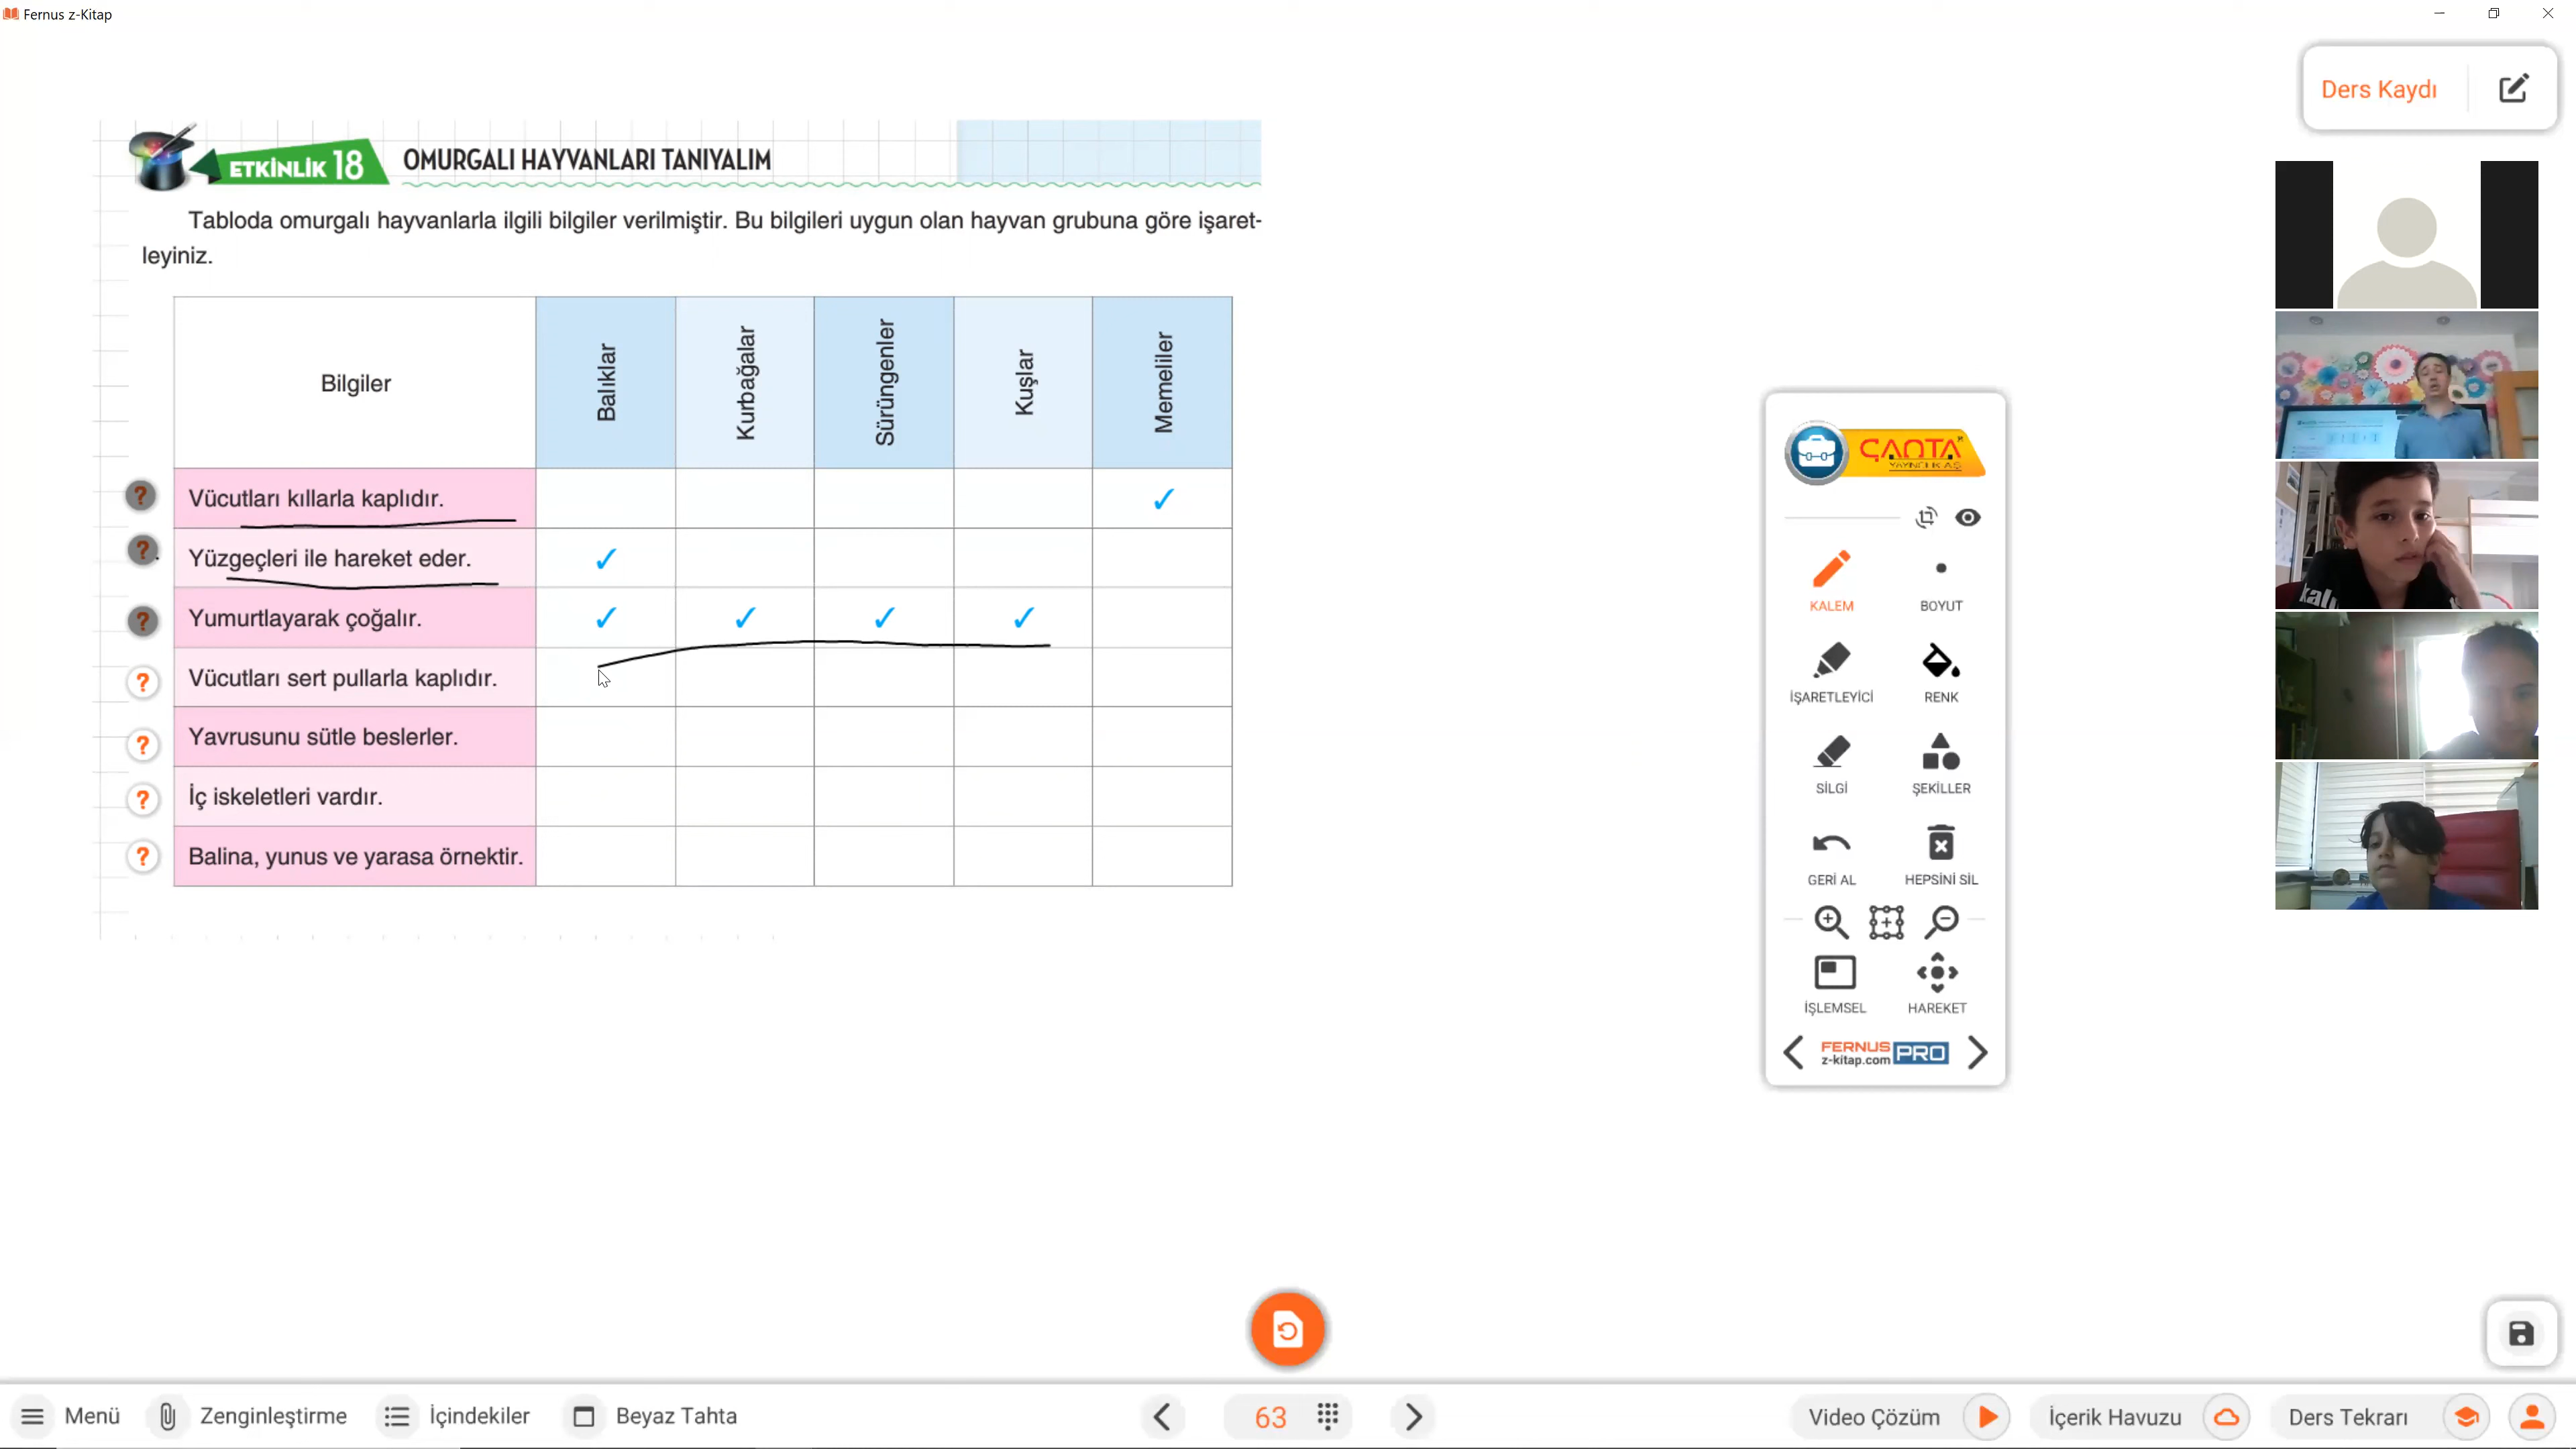 Fernus z-Kitap
Ders Kaydı
ETKİNLİK 18
OMURGALI HAYVANLARI TANIYALIM
Tabloda omurgalı hayvanlarla ilgili bilgiler verilmiştir. Bu bilgileri uygun olan hayvan grubuna göre işaret-
leyiniz.
Bilgiler
Balıklar
Kurbağalar
Sürüngenler
Kuşlar
Memeliler
? Vücutları kıllarla kaplıdır. ✓
? Yüzgeçleri ile hareket eder. ✓
? Yumurtlayarak çoğalır. ✓ ✓ ✓ ✓
? Vücutları sert pullarla kaplıdır.
? Yavrusunu sütle beslerler.
? İç iskeletleri vardır.
? Balina, yunus ve yarasa örnektir.
ÇANTA
YAYINCILIK A.Ş.
KALEM BOYUT
İŞARETLEYİCİ RENK
SİLGİ ŞEKİLLER
GERİ AL HEPSİNİ SİL
İŞLEMSEL HAREKET
FERNUS
z-kitap.com PRO
Menü Zenginleştirme İçindekiler Beyaz Tahta 63 Video Çözüm İçerik Havuzu Ders Tekrarı